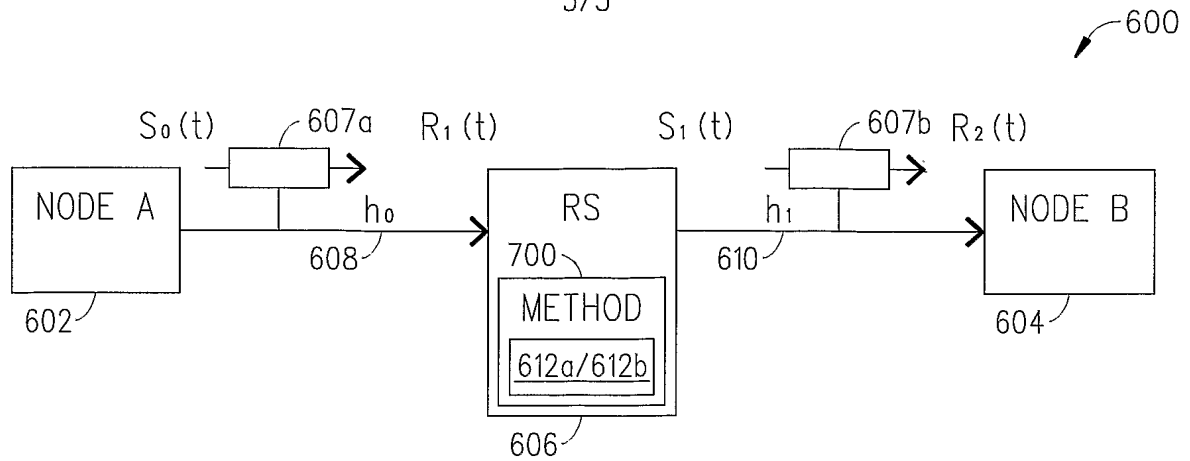 600
S₀(t)
607a
R₁(t)
S₁(t)
607b
R₂(t)
NODE A
h₀
RS
h₁
NODE B
608
700
610
METHOD
602
612a/612b
604
606